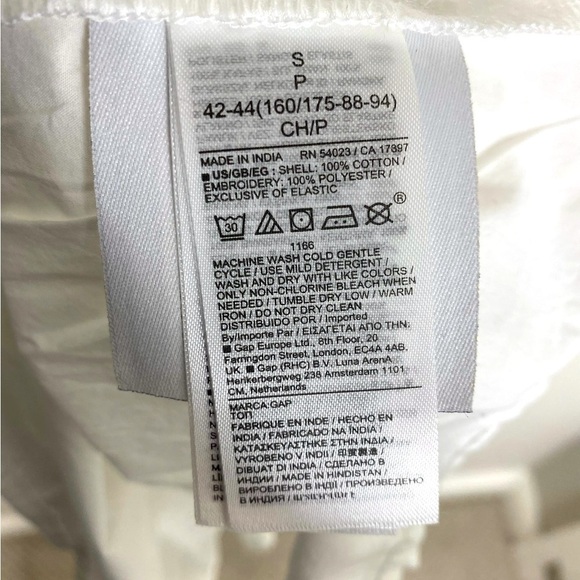 S
P
42-44(160/175-88-94)
CH/P
MADE IN INDIA RN 54023 / CA 17897
■ US/GB/EG : SHELL: 100% COTTON /
EMBROIDERY: 100% POLYESTER /
EXCLUSIVE OF ELASTIC
30 ®
1166
MACHINE WASH COLD GENTLE
CYCLE / USE MILD DETERGENT /
WASH AND DRY WITH LIKE COLORS /
ONLY NON-CHLORINE BLEACH WHEN
NEEDED / TUMBLE DRY LOW / WARM
IRON / DO NOT DRY CLEAN
DISTRIBUIDO POR / Imported
By/Importe Par / ΕΙΣΑΓΕΤΑΙ ΑΠΟ ΤΗΝ:
■ Gap Europe Ltd., 8th Floor, 20
Farringdon Street, London, EC4A 4AB,
UK. ■ Gap (RHC) B.V. Luna ArenA
Herikerbergweg 238 Amsterdam 1101
CM, Netherlands
МАРСА:GAP
ТОП
FABRIQUE EN INDE / HECHO EN
INDIA / FABRICADO NA ÍNDIA /
ΚΑΤΑΣΚΕΥΑΣΤΗΚΕ ΣΤΗΝ ΙΝΔΙΑ /
VYROBENO V INDII / 印度製造 /
DIBUAT DI INDIA / СДЕЛАНО В
ИНДИИ / MADE IN HINDISTAN /
ВИРОБЛЕНО В ІНДІЇ / ПРОИЗВЕДЕНО
В ИНДИЯ /